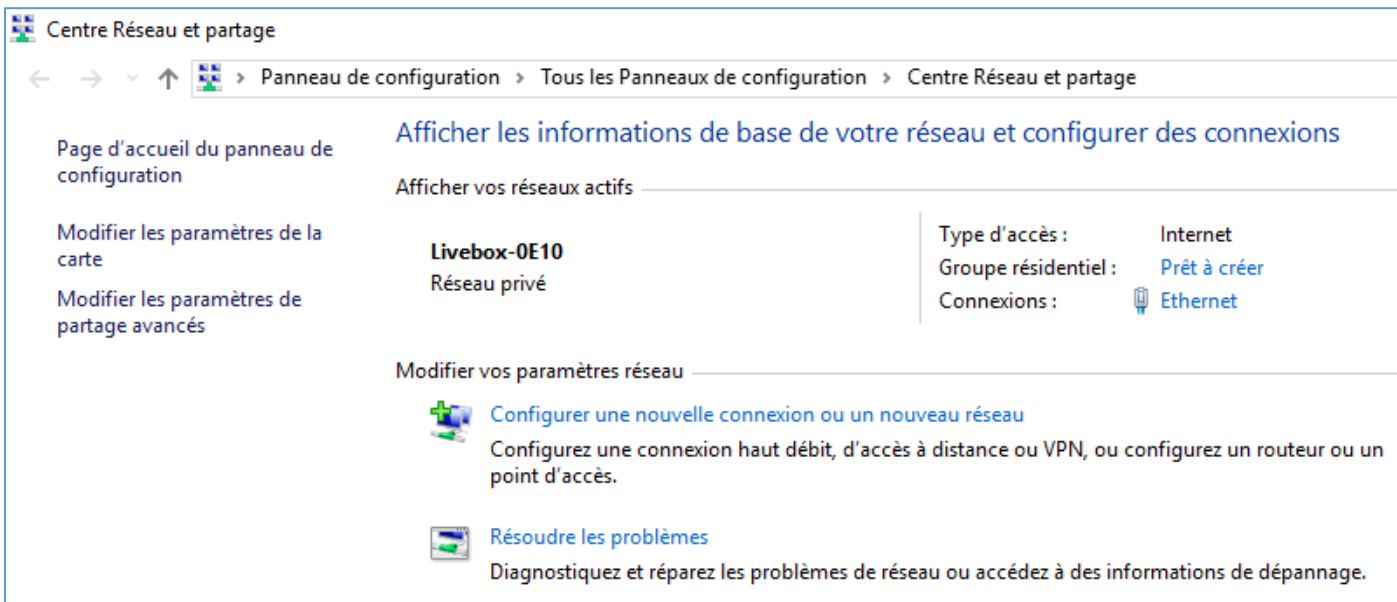 Centre Réseau et partage
Panneau de configuration > Tous les Panneaux de configuration > Centre Réseau et partage
Page d'accueil du panneau de
configuration
Modifier les paramètres de la
carte
Modifier les paramètres de
partage avancés
Afficher les informations de base de votre réseau et configurer des connexions
Afficher vos réseaux actifs
Livebox-0E10
Réseau privé
Type d'accès : Internet
Groupe résidentiel : Prêt à créer
Connexions : Ethernet
Modifier vos paramètres réseau
Configurer une nouvelle connexion ou un nouveau réseau
Configurez une connexion haut débit, d'accès à distance ou VPN, ou configurez un routeur ou un
point d'accès.
Résoudre les problèmes
Diagnostiquez et réparez les problèmes de réseau ou accédez à des informations de dépannage.